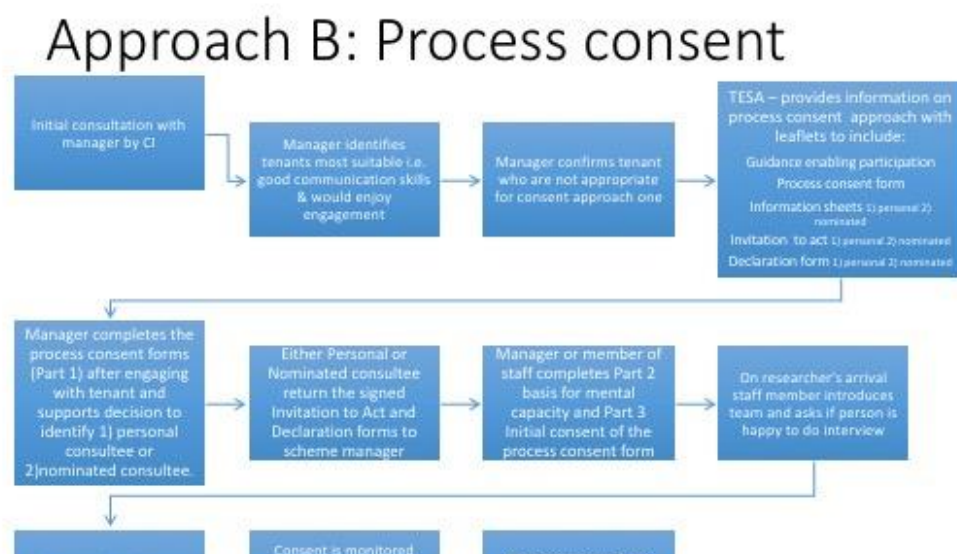 Approach B: Process consent
Initial consultation with
manager by CI
Manager identifies
tenants most suitable i.e.
good communication skills
& would enjoy
engagement
Manager confirms tenant
who are not appropriate
for consent approach one
TESA – provides information on
process consent approach with
leaflets to include:
Guidance enabling participation
Process consent form
Information sheets 1) personal 2)
nominated
Invitation to act 1) personal 2) nominated
Declaration form 1) personal 2) nominated
Manager completes the
process consent forms
(Part 1) after engaging
with tenant and
supports decision to
identify 1) personal
consultee or
2)nominated consultee.
Either Personal or
Nominated consultee
return the signed
Invitation to Act and
Declaration forms to
scheme manager
Manager or member of
staff completes Part 2
basis for mental
capacity and Part 3
Initial consent of the
process consent form
On researcher's arrival
staff member introduces
team and asks if person is
happy to do interview
Consent is monitored